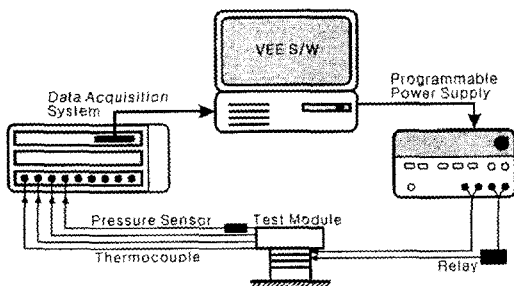 VEE S/W
Programmable
Power Supply
Data Acquisition
System
Pressure Sensor
Test Module
Thermocouple
Relay